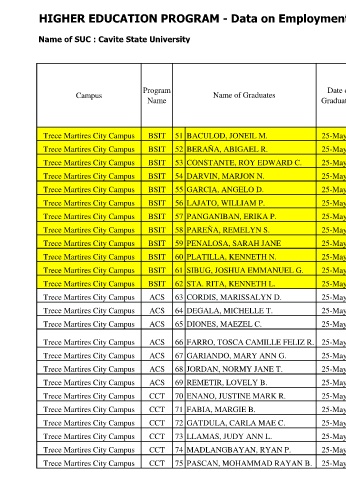 HIGHER EDUCATION PROGRAM - Data on Employment
Name of SUC : Cavite State University
Campus Program Name Name of Graduates Date Graduat
Trece Martires City Campus BSIT 51 BACULOD, JONEIL M. 25-May
Trece Martires City Campus BSIT 52 BERAÑA, ABIGAEL R. 25-May
Trece Martires City Campus BSIT 53 CONSTANTE, ROY EDWARD C. 25-May
Trece Martires City Campus BSIT 54 DARVIN, MARJON N. 25-May
Trece Martires City Campus BSIT 55 GARCIA, ANGELO D. 25-May
Trece Martires City Campus BSIT 56 LAJATO, WILLIAM P. 25-May
Trece Martires City Campus BSIT 57 PANGANIBAN, ERIKA P. 25-May
Trece Martires City Campus BSIT 58 PAREÑA, REMELYN S. 25-May
Trece Martires City Campus BSIT 59 PENALOSA, SARAH JANE 25-May
Trece Martires City Campus BSIT 60 PLATILLA, KENNETH N. 25-May
Trece Martires City Campus BSIT 61 SIBUG, JOSHUA EMMANUEL G. 25-May
Trece Martires City Campus BSIT 62 STA. RITA, KENNETH L. 25-May
Trece Martires City Campus ACS 63 CORDIS, MARISSALYN D. 25-May
Trece Martires City Campus ACS 64 DEGALA, MICHELLE T. 25-May
Trece Martires City Campus ACS 65 DIONES, MAEZEL C. 25-May
Trece Martires City Campus ACS 66 FARRO, TOSCA CAMILLE FELIZ R. 25-May
Trece Martires City Campus ACS 67 GARIANDO, MARY ANN G. 25-May
Trece Martires City Campus ACS 68 JORDAN, NORMY JANE T. 25-May
Trece Martires City Campus ACS 69 REMETIR, LOVELY B. 25-May
Trece Martires City Campus CCT 70 ENANO, JUSTINE MARK R. 25-May
Trece Martires City Campus CCT 71 FABIA, MARGIE B. 25-May
Trece Martires City Campus CCT 72 GATDULA, CARLA MAE C. 25-May
Trece Martires City Campus CCT 73 LLAMAS, JUDY ANN L. 25-May
Trece Martires City Campus CCT 74 MADLANGBAYAN, RYAN P. 25-May
Trece Martires City Campus CCT 75 PASCAN, MOHAMMAD RAYAN B. 25-May